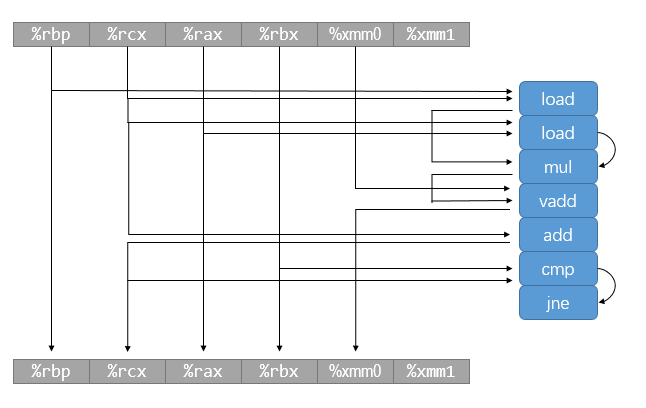 %rbp %rcx %rax %rbx %xmm0 %xmm1
load
load
mul
vadd
add
cmp
jne
%rbp %rcx %rax %rbx %xmm0 %xmm1